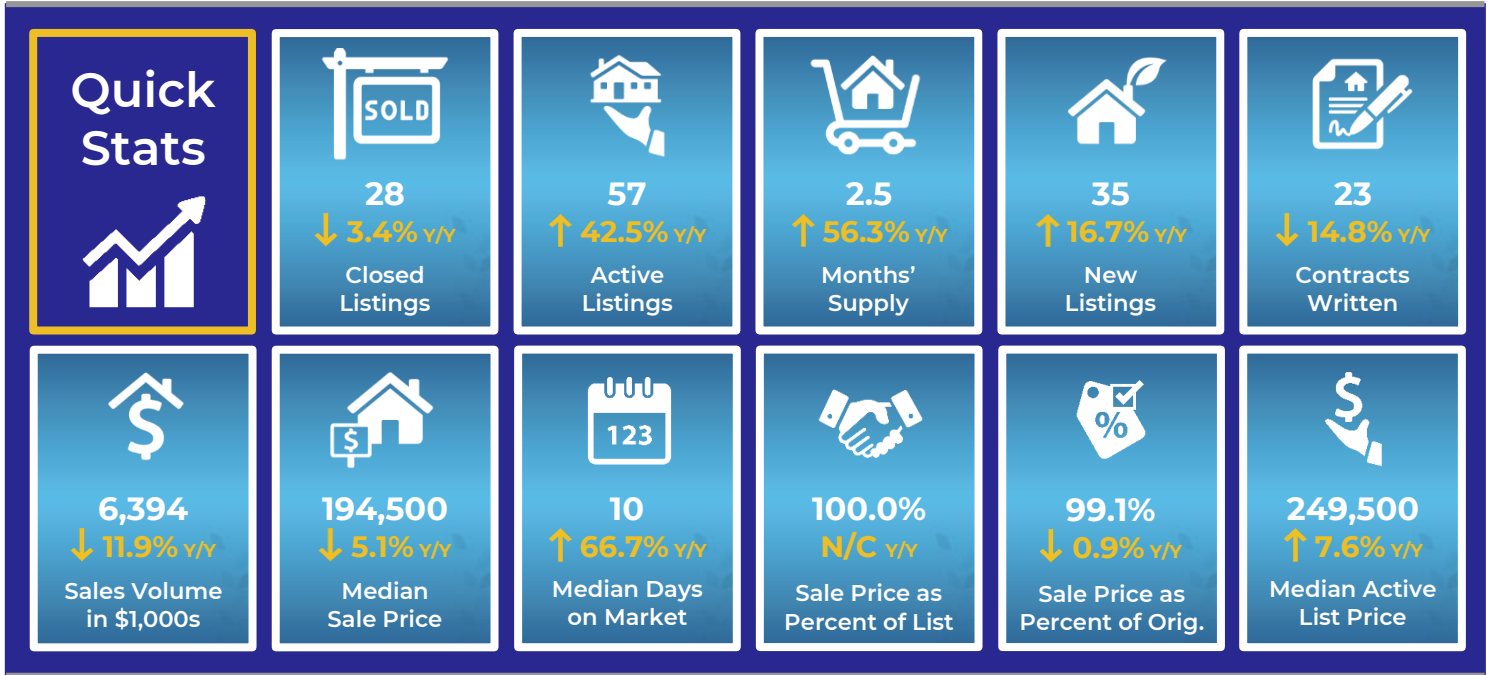 Quick
Stats
SOLD
28
↓ 3.4% Y/Y
Closed
Listings
57
↑ 42.5% Y/Y
Active
Listings
2.5
↑ 56.3% Y/Y
Months’
Supply
35
↑ 16.7% Y/Y
New
Listings
23
↓ 14.8% Y/Y
Contracts
Written
$
6,394
↓ 11.9% Y/Y
Sales Volume
in $1,000s
$
194,500
↓ 5.1% Y/Y
Median
Sale Price
123
10
↑ 66.7% Y/Y
Median Days
on Market
100.0%
N/C Y/Y
Sale Price as
Percent of List
%
99.1%
↓ 0.9% Y/Y
Sale Price as
Percent of Orig.
$
249,500
↑ 7.6% Y/Y
Median Active
List Price